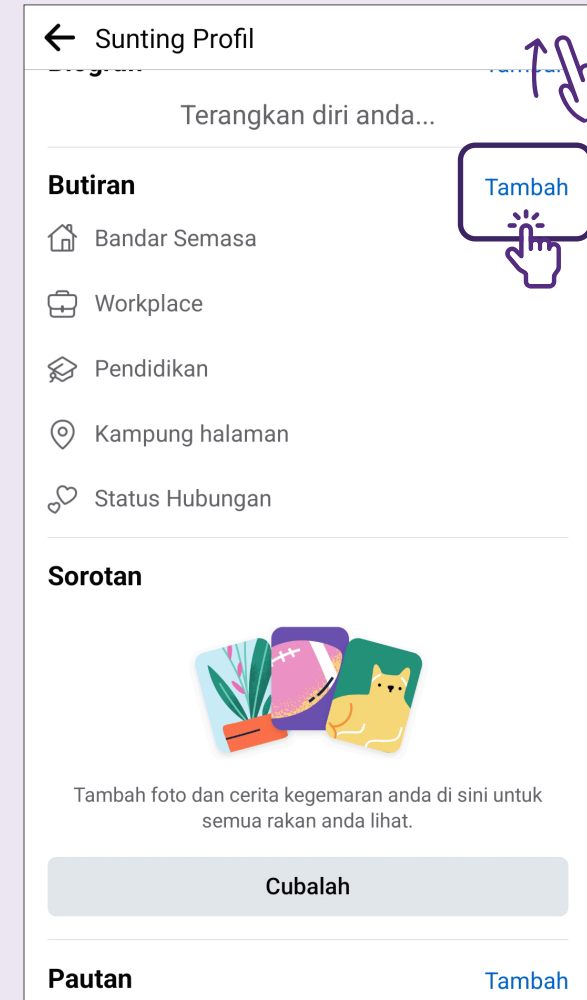 Sunting Profil
Terangkan diri anda...
Butiran
Tambah
Bandar Semasa
Workplace
Pendidikan
Kampung halaman
Status Hubungan
Sorotan
Tambah foto dan cerita kegemaran anda di sini untuk
semua rakan anda lihat.
Cubalah
Pautan
Tambah